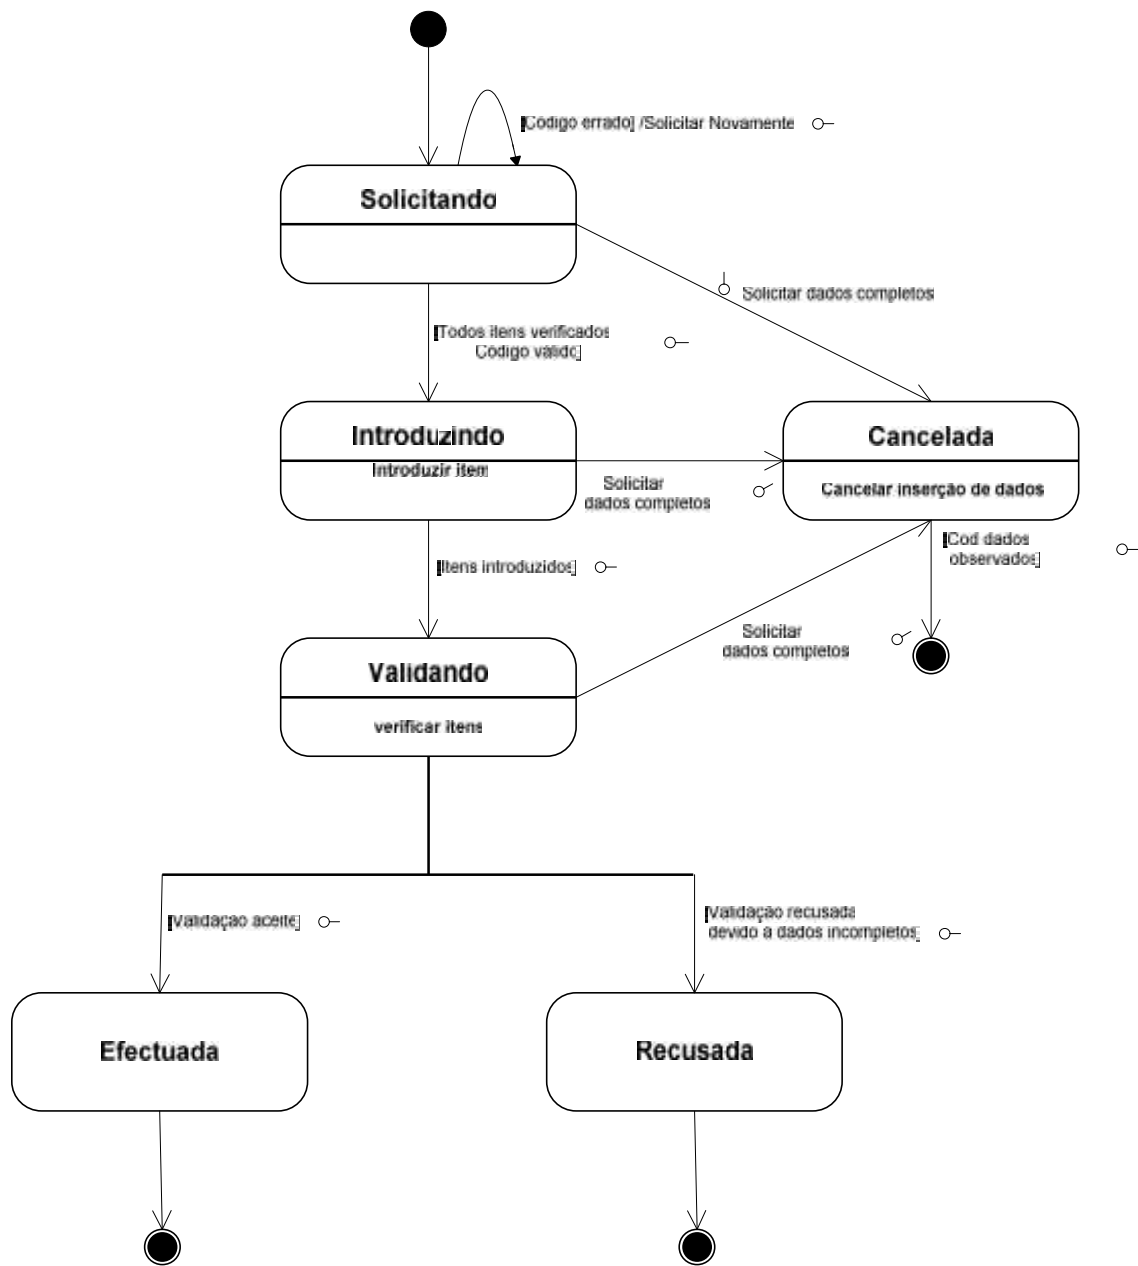 [Código errado] /Solicitar Novamente
Solicitando
Solicitar dados completos
[Todos itens verificados
Código válido]
Introduzindo
Introduzir item
Cancelada
Cancelar inserção de dados
Solicitar
dados completos
[Cod dados
observados]
[Itens introduzidos]
Solicitar
dados completos
Validando
verificar itens
[Validação aceite]
[Validação recusada
devido a dados incompletos]
Efectuada
Recusada